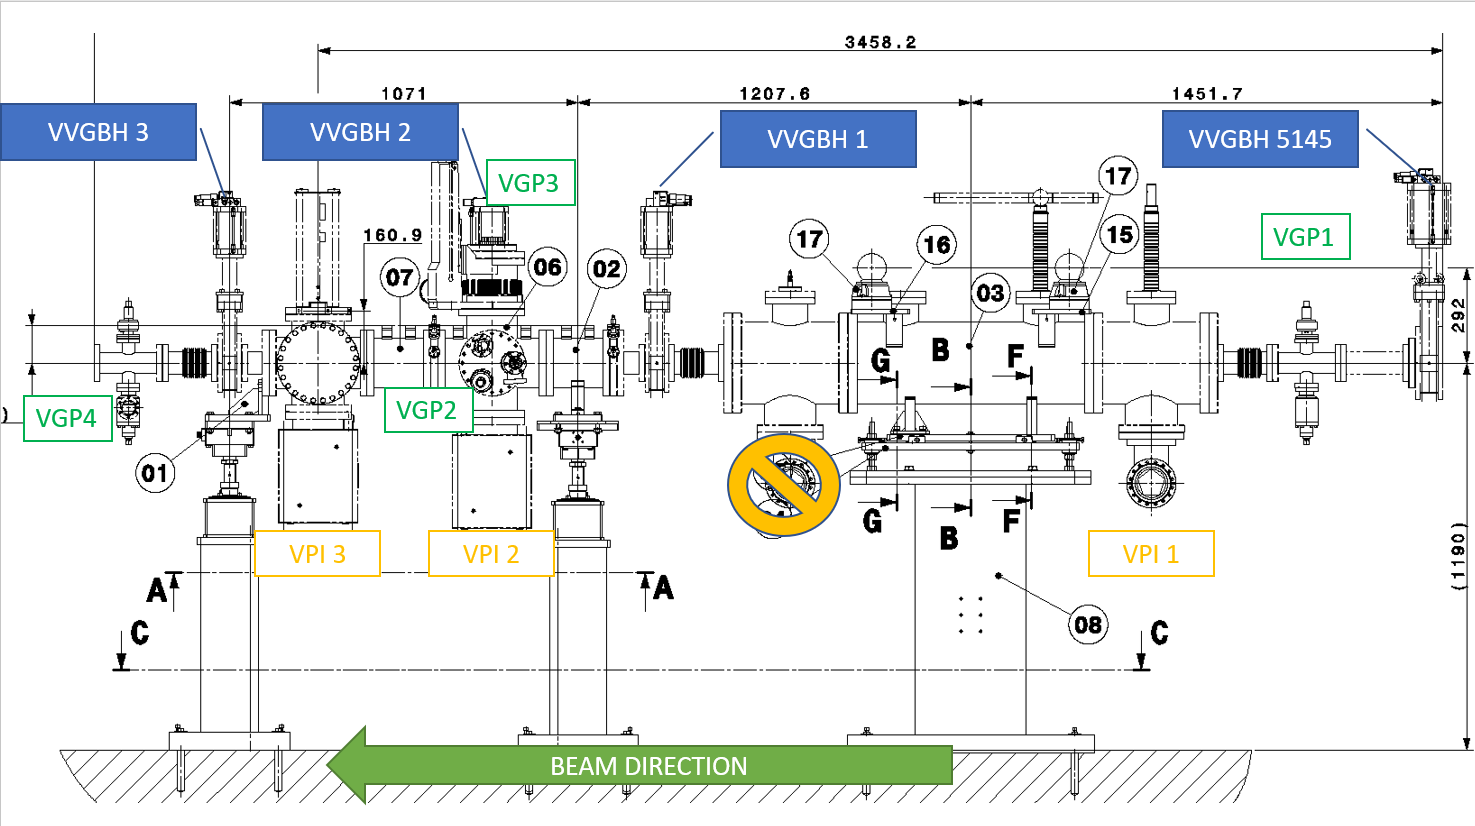 3458.2
1071
1207.6
1451.7
VVGBH 3
VVGBH 2
VVGBH 1
VVGBH 5145
VGP3
17
VGP1
160.9
17
16
15
07
06
02
03
292
G
B
F
VGP4
VGP2
)
01
G
B
F
VPI 3
VPI 2
VPI 1
(1190)
A
A
C
08
C
BEAM DIRECTION